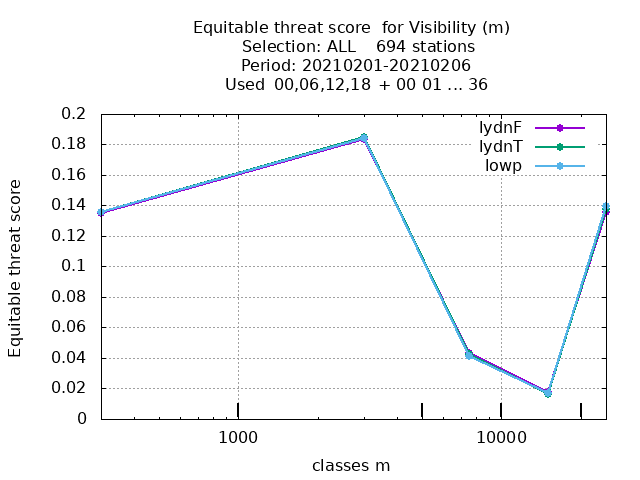 Equitable threat score  for Visibility (m)
Selection: ALL    694 stations
Period: 20210201-20210206
Used  00,06,12,18  + 00 01 ... 36
lydnF
lydnT
lowp
0.2
0.18
0.16
0.14
0.12
0.1
0.08
0.06
0.04
0.02
0
Equitable threat score
1000
10000
classes m